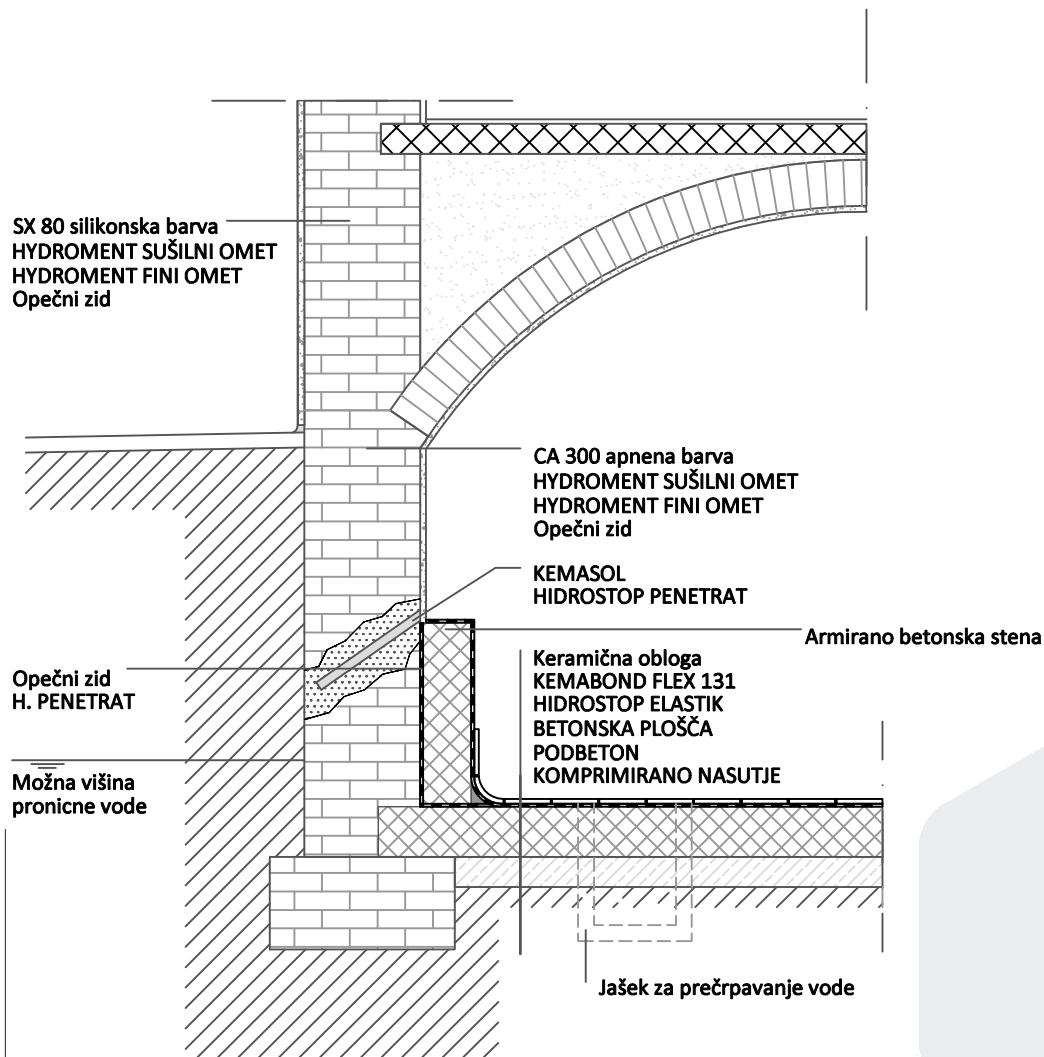 SX 80 silikonska barva
HYDROMENT SUŠILNI OMET
HYDROMENT FINI OMET
Opečni zid
CA 300 apnena barva
HYDROMENT SUŠILNI OMET
HYDROMENT FINI OMET
Opečni zid
KEMASOL
HIDROSTOP PENETRAT
Armirano betonska stena
Keramična obloga
KEMABOND FLEX 131
HIDROSTOP ELASTIK
BETONSKA PLOŠČA
PODBETON
KOMPRIMIRANO NASUTJE
Opečni zid
H. PENETRAT
Možna višina
pronicne vode
Jašek za prečrpavanje vode